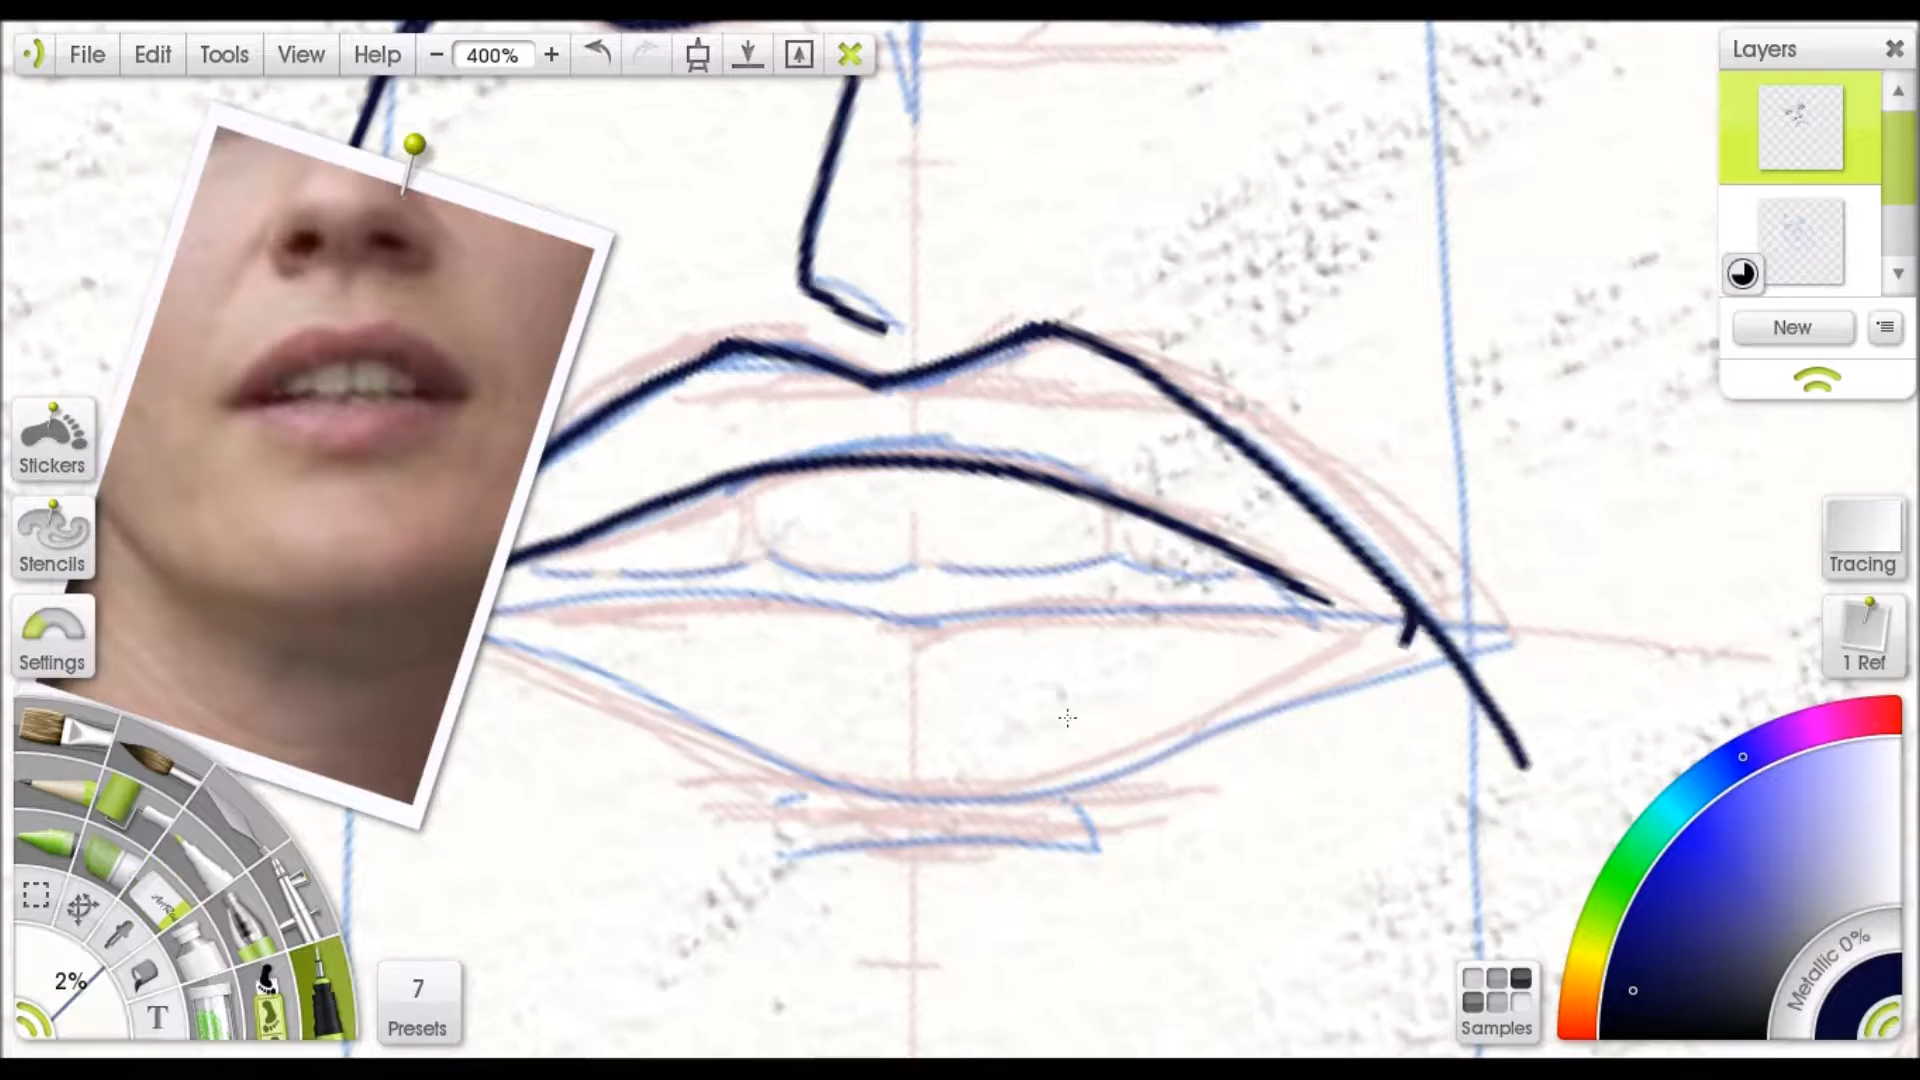 File Edit Tools View Help − 400% +
Layers
New
Stickers
Stencils
Settings
Tracing
1 Ref
2%
T
7
Presets
Samples
Metallic 0%